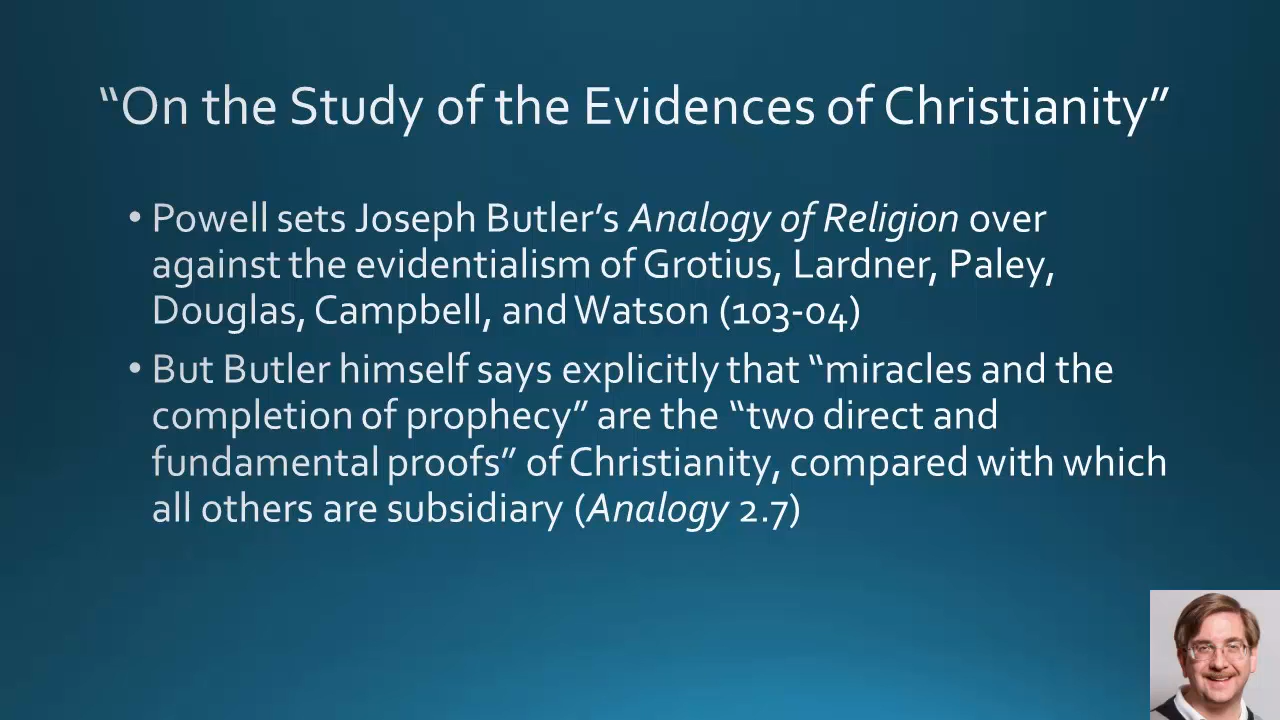 “On the Study of the Evidences of Christianity”
• Powell sets Joseph Butler’s Analogy of Religion over
against the evidentialism of Grotius, Lardner, Paley,
Douglas, Campbell, and Watson (103-04)
• But Butler himself says explicitly that “miracles and the
completion of prophecy” are the “two direct and
fundamental proofs” of Christianity, compared with which
all others are subsidiary (Analogy 2.7)